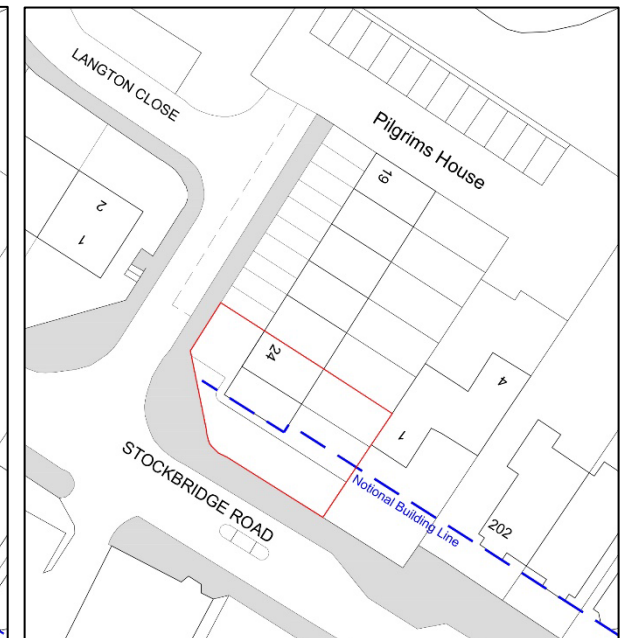 LANGTON CLOSE
Pilgrims House
19
2
1
24
4
1
STOCKBRIDGE ROAD
Notional Building Line
202